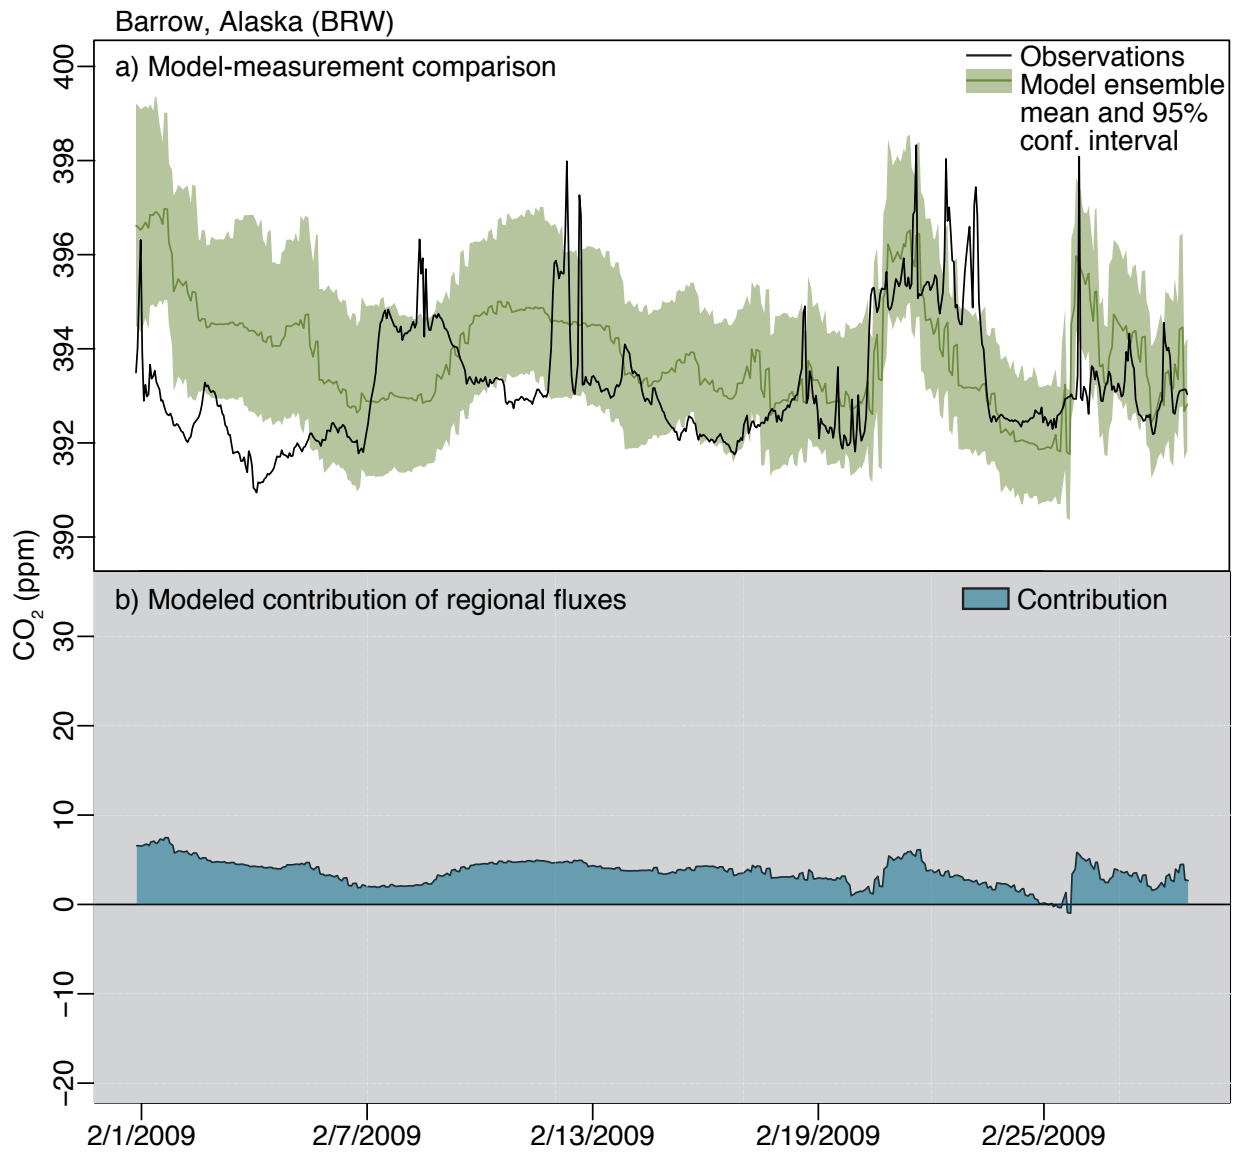 Barrow, Alaska (BRW)
a) Model-measurement comparison
Observations
Model ensemble
mean and 95%
conf. interval
400
398
396
394
392
390
CO2 (ppm)
b) Modeled contribution of regional fluxes
Contribution
30
20
10
0
−10
−20
2/1/2009
2/7/2009
2/13/2009
2/19/2009
2/25/2009